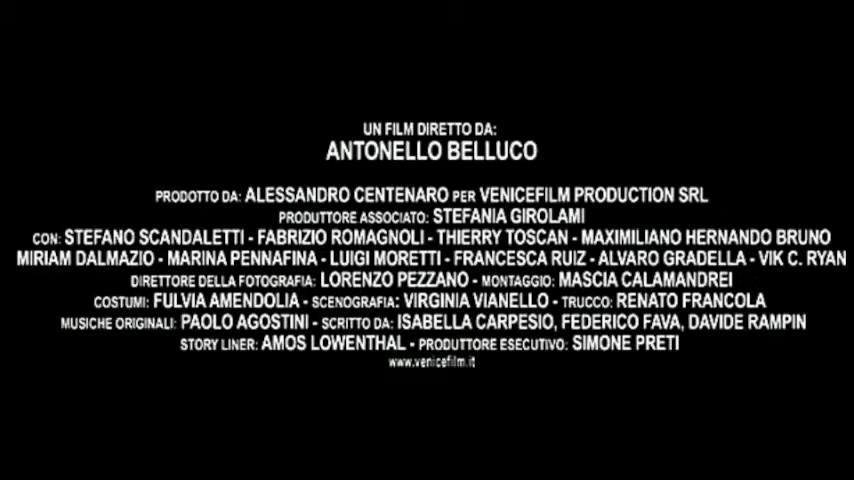 UN FILM DIRETTO DA:
ANTONELLO BELLUCO
PRODOTTO DA: ALESSANDRO CENTENARO PER VENICEFILM PRODUCTION SRL
PRODUTTORE ASSOCIATO: STEFANIA GIROLAMI
CON: STEFANO SCANDALETTI - FABRIZIO ROMAGNOLI - THIERRY TOSCAN - MAXIMILIANO HERNANDO BRUNO
MIRIAM DALMAZIO - MARINA PENNAFINA - LUIGI MORETTI - FRANCESCA RUIZ - ALVARO GRADELLA - VIK C. RYAN
DIRETTORE DELLA FOTOGRAFIA: LORENZO PEZZANO - MONTAGGIO: MASCIA CALAMANDREI
COSTUMI: FULVIA AMENDOLIA - SCENOGRAFIA: VIRGINIA VIANELLO - TRUCCO: RENATO FRANCOLA
MUSICHE ORIGINALI: PAOLO AGOSTINI - SCRITTO DA: ISABELLA CARPESIO, FEDERICO FAVA, DAVIDE RAMPIN
STORY LINER: AMOS LOWENTHAL - PRODUTTORE ESECUTIVO: SIMONE PRETI
www.venicefilm.it